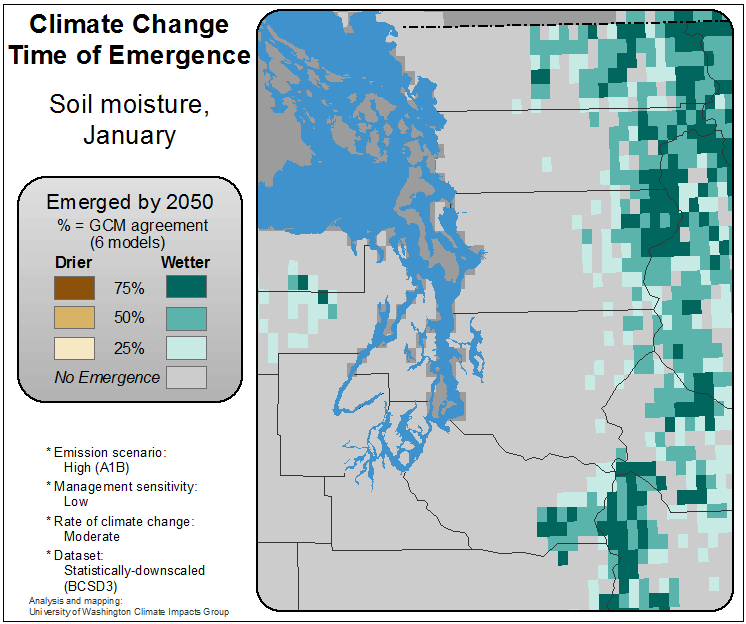 Climate Change
Time of Emergence
Soil moisture,
January
Emerged by 2050
% = GCM agreement
(6 models)
Drier Wetter
75%
50%
25%
No Emergence
* Emission scenario:
High (A1B)
* Management sensitivity:
Low
* Rate of climate change:
Moderate
* Dataset:
Statistically-downscaled
(BCSD3)
Analysis and mapping:
University of Washington Climate Impacts Group